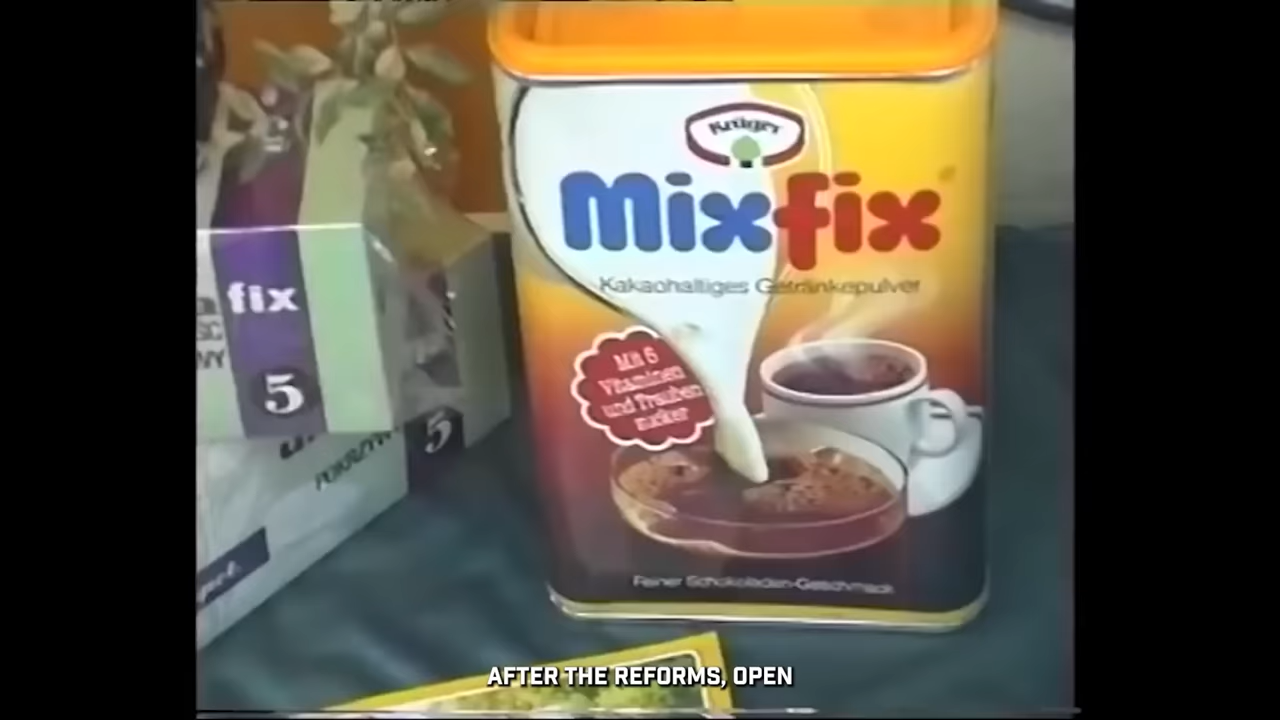 Krüger
Mixfix
Kakaohaltiges Getränkepulver
Mit 6
Vitaminen
und Trauben
zucker
Feiner Schokoladen-Geschmack
fix
5
5
POKRZYW
AFTER THE REFORMS, OPEN